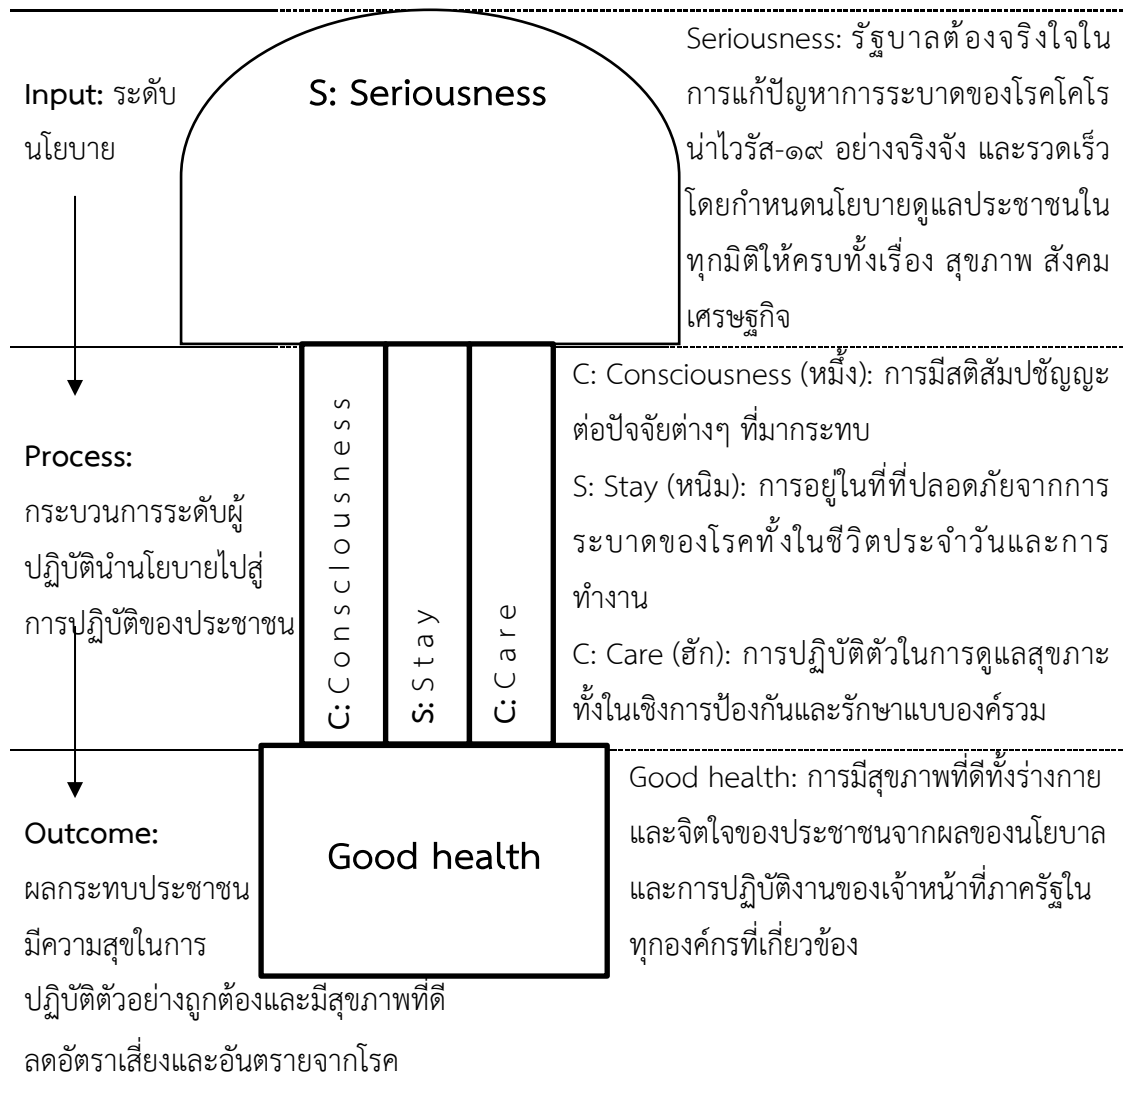 Input: ระดับ
นโยบาย
S: Seriousness
Seriousness: รัฐบาลต้องจริงใจใน
การแก้ปัญหาการระบาดของโรคโคโร
น่าไวรัส-๑๙ อย่างจริงจัง และรวดเร็ว
โดยกำหนดนโยบายดูแลประชาชนใน
ทุกมิติให้ครบทั้งเรื่อง สุขภาพ สังคม
เศรษฐกิจ
Process:
กระบวนการระดับผู้
ปฏิบัตินำนโยบายไปสู่
การปฏิบัติของประชาชน
C: Consclousness
S: Stay
C: Care
C: Consciousness (หมึ้ง): การมีสติสัมปชัญญะ
ต่อปัจจัยต่างๆ ที่มากระทบ
S: Stay (หนิม): การอยู่ในที่ที่ปลอดภัยจากการ
ระบาดของโรคทั้งในชีวิตประจำวันและการ
ทำงาน
C: Care (ฮัก): การปฏิบัติตัวในการดูแลสุขภาะ
ทั้งในเชิงการป้องกันและรักษาแบบองค์รวม
Outcome:
ผลกระทบประชาชน
มีความสุขในการ
ปฏิบัติตัวอย่างถูกต้องและมีสุขภาพที่ดี
ลดอัตราเสี่ยงและอันตรายจากโรค
Good health
Good health: การมีสุขภาพที่ดีทั้งร่างกาย
และจิตใจของประชาชนจากผลของนโยบาล
และการปฏิบัติงานของเจ้าหน้าที่ภาครัฐใน
ทุกองค์กรที่เกี่ยวข้อง